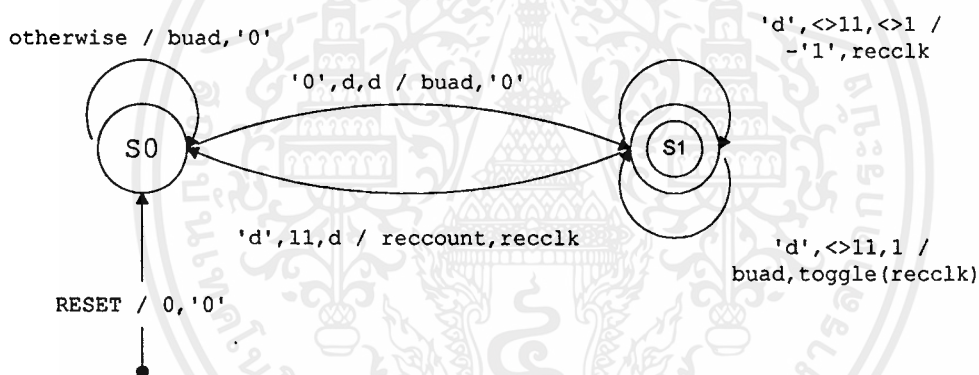 otherwise / buad,'0'
'd',<>11,<>1 /
-'1',recclk
'0',d,d / buad,'0'
S0
S1
'd',11,d / reccount,recclk
'd',<>11,1 /
buad,toggle(recclk)
RESET / 0,'0'